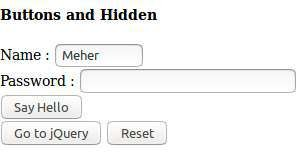 Buttons and Hidden
Name : Meher
Password :
Say Hello
Go to jQuery Reset